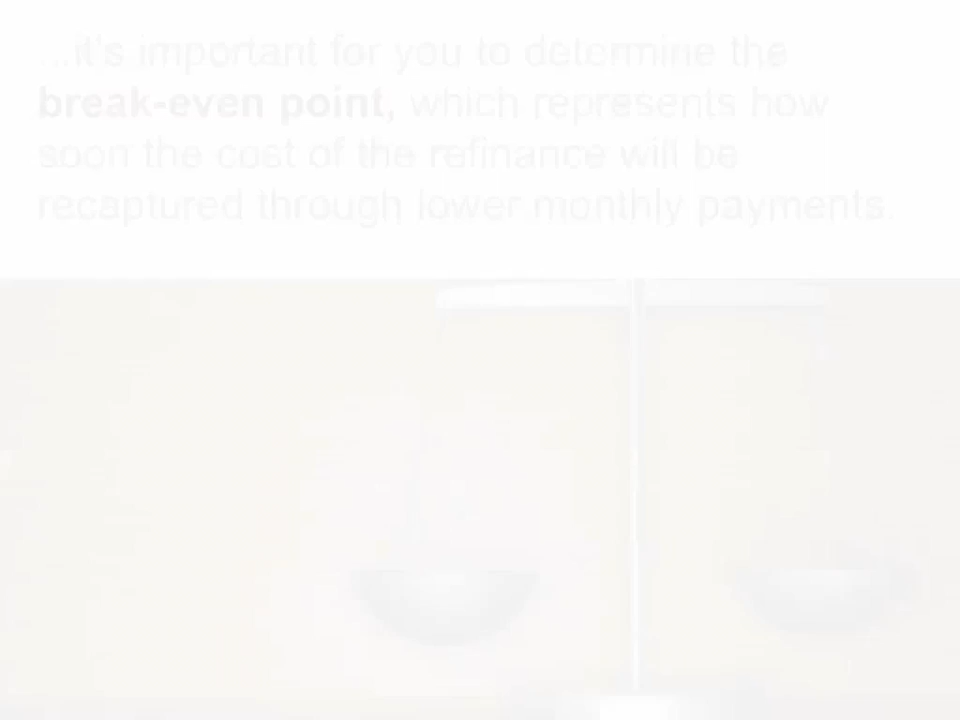 ...it's important for you to determine the
break-even point, which represents how
soon the cost of the refinance will be
recaptured through lower monthly payments.